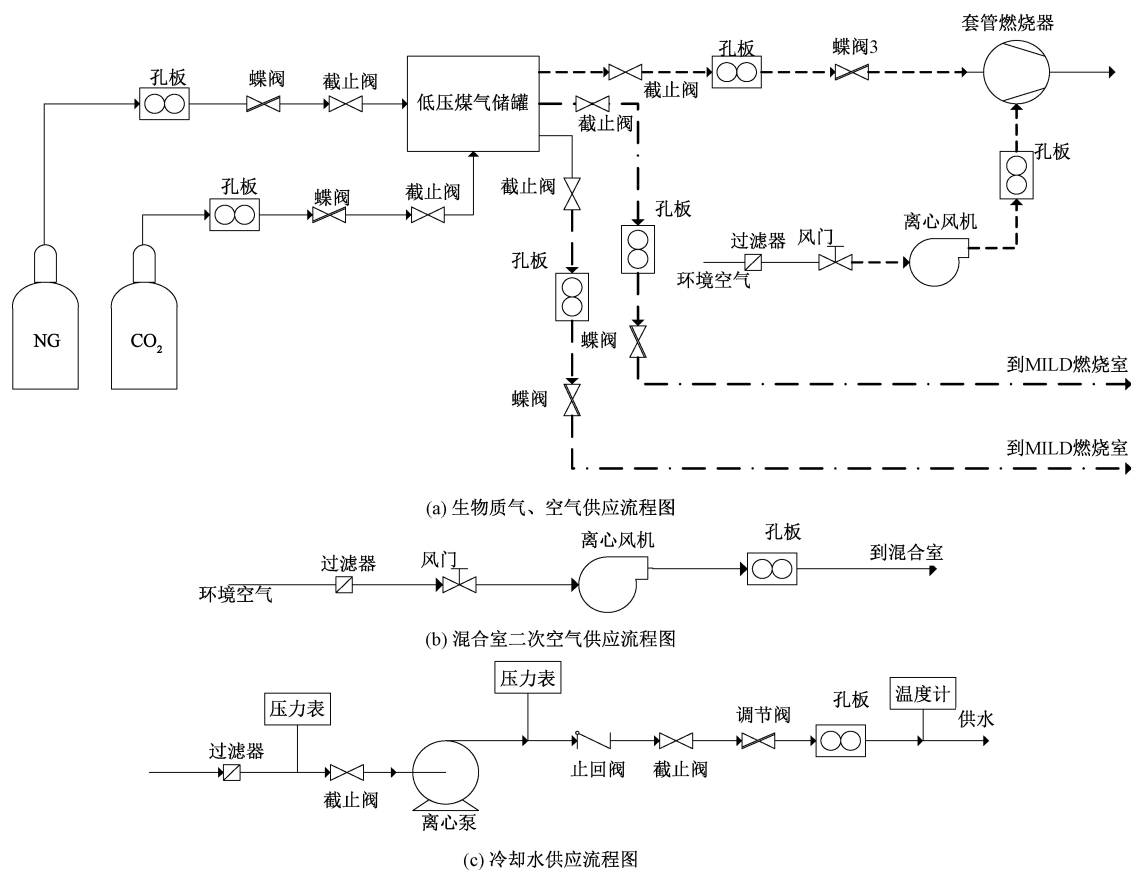 套管燃烧器
孔板
蝶阀3
截止阀
孔板
蝶阀
截止阀
低压煤气储罐
截止阀
孔板
蝶阀
截止阀
截止阀
孔板
孔板
过滤器
风门
离心风机
环境空气
孔板
NG
CO2
蝶阀
到MILD燃烧室
蝶阀
到MILD燃烧室
(a) 生物质气、空气供应流程图
过滤器
风门
离心风机
孔板
到混合室
环境空气
(b) 混合室二次空气供应流程图
压力表
压力表
温度计
过滤器
截止阀
离心泵
止回阀
截止阀
调节阀
孔板
供水
(c) 冷却水供应流程图